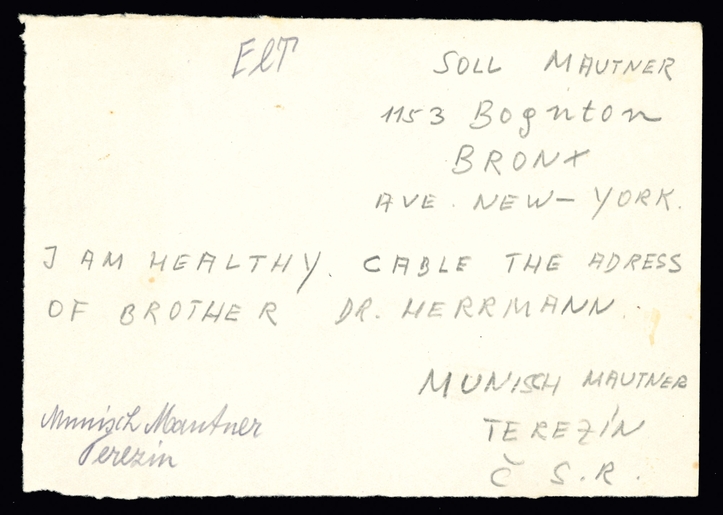 ElT
SOLL MAUTNER
1153 Bognton
BRONX
AVE. NEW-YORK.
I AM HEALTHY. CABLE THE ADRESS
OF BROTHER DR. HERRMANN.
MUNISCH MAUTNER
TEREZÍN
Č S.R.
Munisch Mautner
Terezin